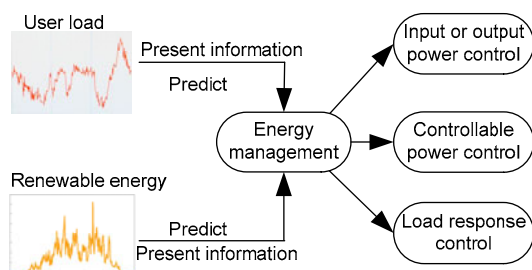 User load
Present information
Predict
Energy
management
Renewable energy
Predict
Present information
Input or output
power control
Controllable
power control
Load response
control